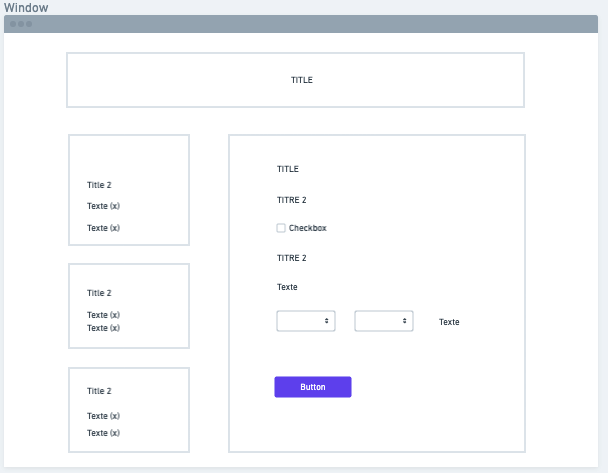 Window
TITLE
Title 2
Texte (x)
Texte (x)
Title 2
Texte (x)
Texte (x)
Title 2
Texte (x)
Texte (x)
TITLE
TITRE 2
Checkbox
TITRE 2
Texte
Texte
Button